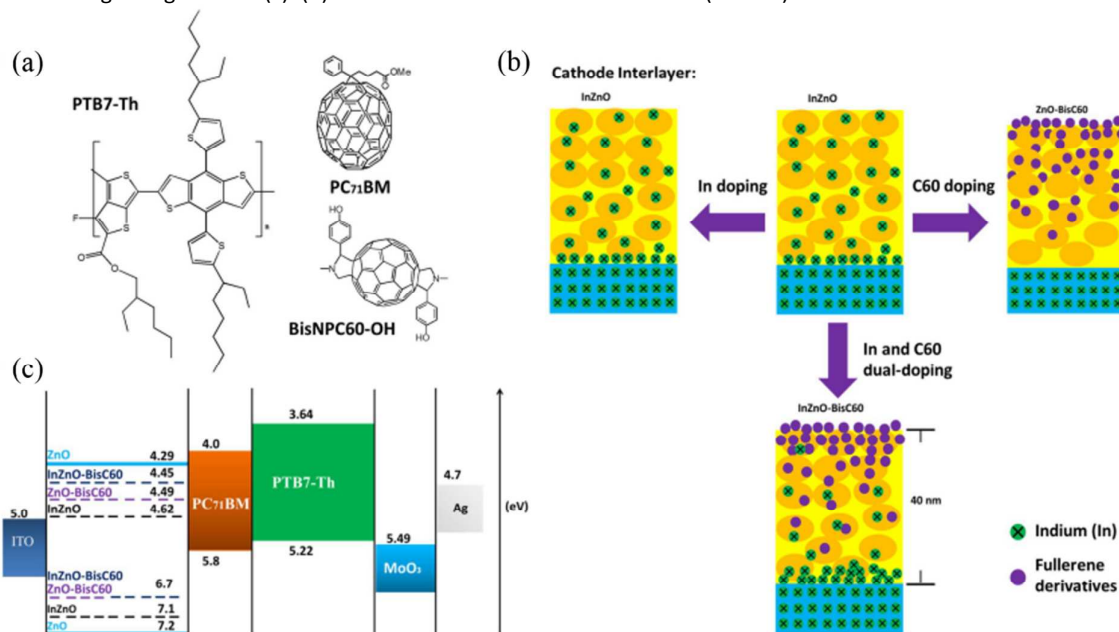 (a)
PTB7-Th
OMe
PC71BM
S
S
S
S
S
S
F
O
O
n
HO
N
N
BisNPC60-OH
HO
(b)
Cathode Interlayer:
InZnO
InZnO
ZnO-BisC60
In doping
C60 doping
In and C60
dual-doping
InZnO-BisC60
40 nm
Indium (In)
Fullerene
derivatives
(c)
3.64
4.0
ZnO 4.29
InZnO-BisC60 4.45
ZnO-BisC60 4.49
InZnO 4.62
5.0
ITO
PC71BM
PTB7-Th
4.7
Ag
(eV)
5.8
5.22
5.49
MoO3
InZnO-BisC60
ZnO-BisC60 6.7
InZnO 7.1
ZnO 7.2